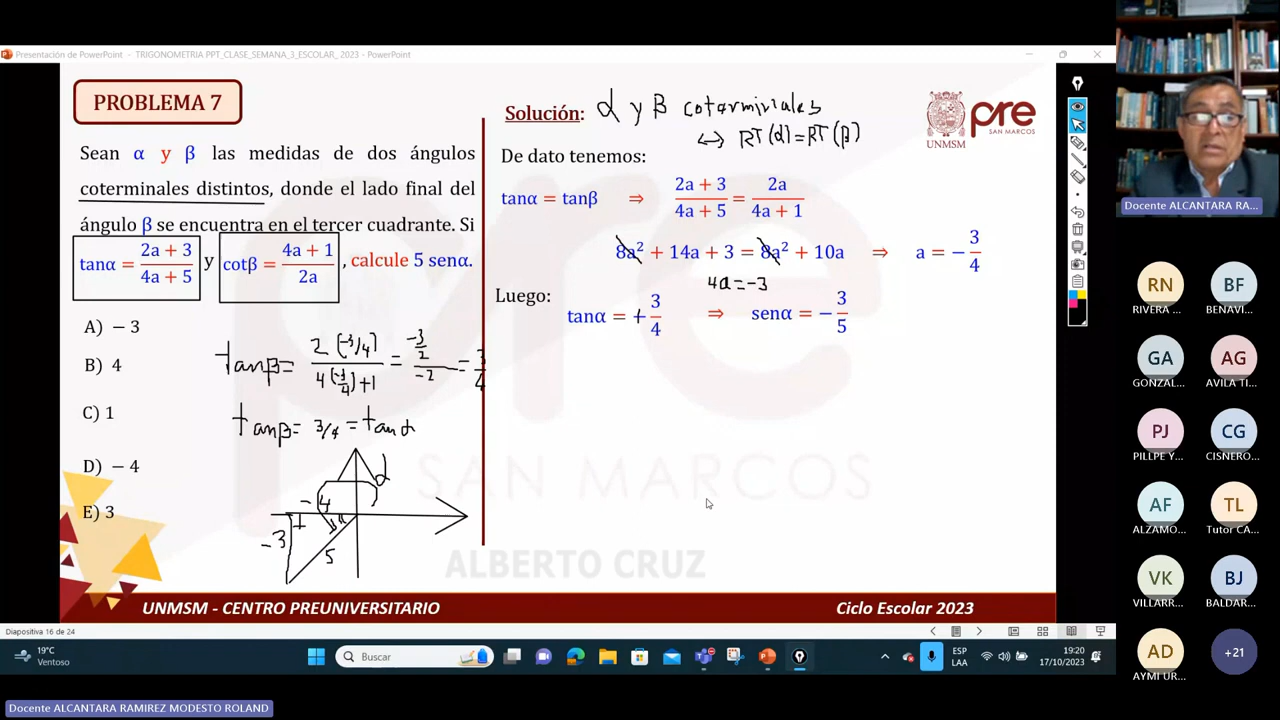 Presentación de PowerPoint - TRIGONOMETRIA PPT_CLASE_SEMANA_3_ESCOLAR_ 2023 - PowerPoint
PROBLEMA 7
Sean α y β las medidas de dos ángulos
coterminales distintos, donde el lado final del
ángulo β se encuentra en el tercer cuadrante. Si
tanα = (2a + 3)/(4a + 5) y cotβ = (4a + 1)/(2a), calcule 5 senα.
A) − 3
B) 4
C) 1
D) − 4
E) 3
tanβ = 2(-3/4) / (4(-3/4)+1) = (-3/2)/(-2) = 3/4
tanβ = 3/4 = tanα
α
-4
-3
5
Solución: α y β coterminales
↔ RT(α) = RT(β)
De dato tenemos:
tanα = tanβ ⇒ (2a + 3)/(4a + 5) = 2a/(4a + 1)
8a² + 14a + 3 = 8a² + 10a ⇒ a = − 3/4
4a = -3
Luego:
tanα = + 3/4 ⇒ senα = − 3/5
UNMSM
pre
SAN MARCOS
pre
SAN MARCOS
ALBERTO CRUZ
UNMSM - CENTRO PREUNIVERSITARIO
Ciclo Escolar 2023
Diapositiva 16 de 24
19°C
Ventoso
Buscar
ESP
LAA
19:20
17/10/2023
Docente ALCANTARA RA...
RN
RIVERA ...
BF
BENAVI...
GA
GONZAL...
AG
AVILA TI...
PJ
PILLPE Y...
CG
CISNERO...
AF
ALZAMO...
TL
Tutor CA...
VK
VILLARR...
BJ
BALDAR...
AD
AYMI UR...
+21
Docente ALCANTARA RAMIREZ MODESTO ROLAND